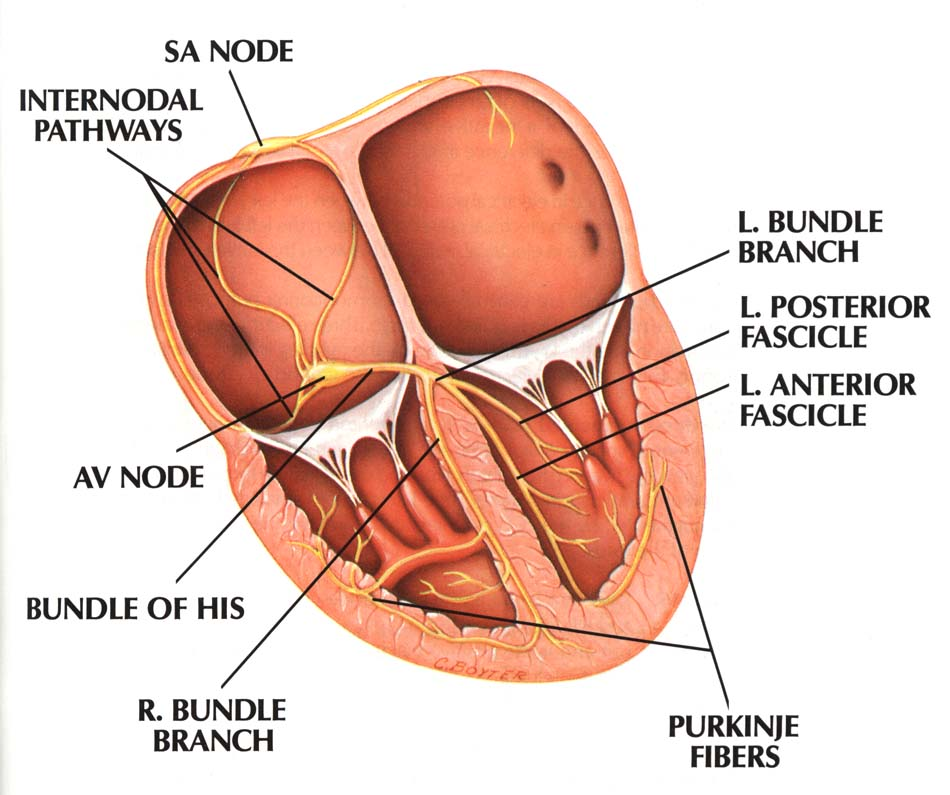 SA NODE
INTERNODAL
PATHWAYS
L. BUNDLE
BRANCH
L. POSTERIOR
FASCICLE
L. ANTERIOR
FASCICLE
AV NODE
BUNDLE OF HIS
R. BUNDLE
BRANCH
PURKINJE
FIBERS
C. BOYTER